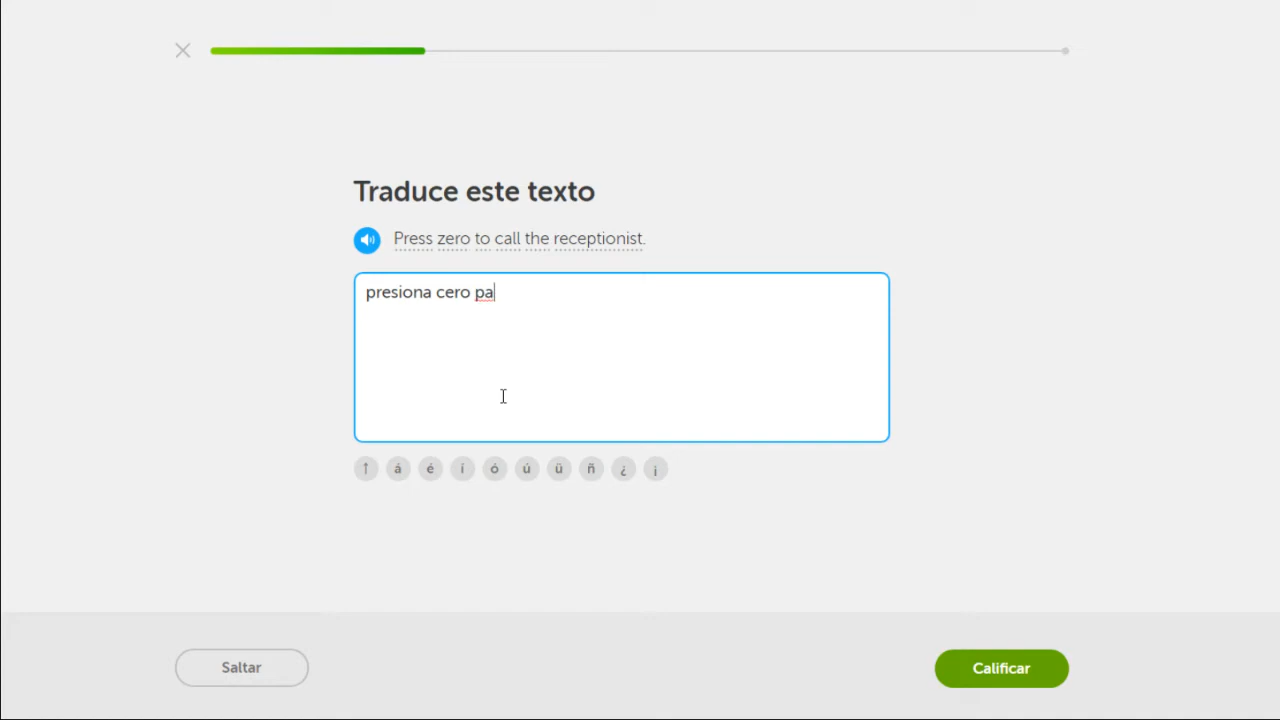 Traduce este texto
Press zero to call the receptionist.
presiona cero pa
↑ á é í ó ú ü ñ ¿ ¡
Saltar
Calificar